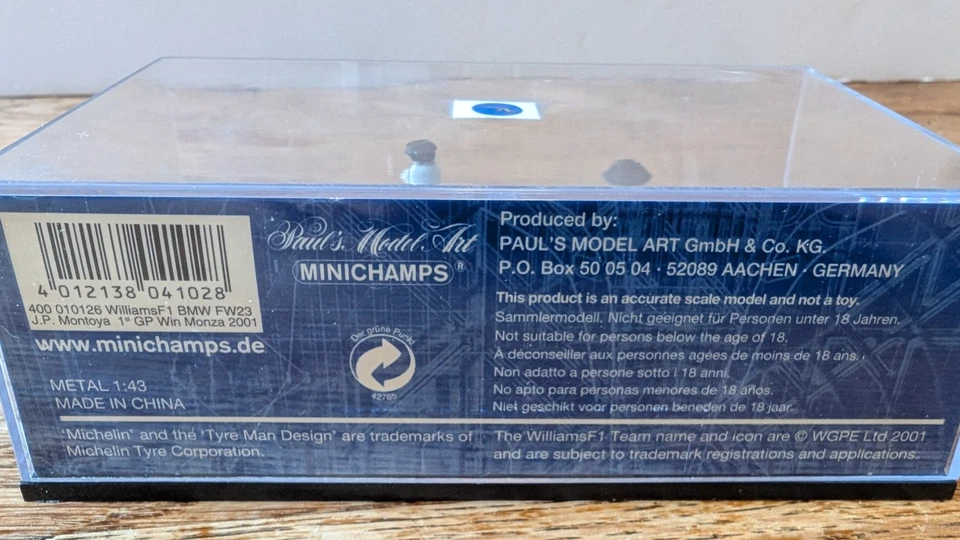 4 012138 041028
400 010126 WilliamsF1 BMW FW23
J.P. Montoya 1st GP Win Monza 2001
www.minichamps.de
METAL 1:43
MADE IN CHINA
Paul's Model Art
MINICHAMPS®
Der grüne Punkt
42765
Produced by:
PAUL'S MODEL ART GmbH & Co. KG.
P.O. Box 50 05 04 · 52089 AACHEN · GERMANY
This product is an accurate scale model and not a toy.
Sammlermodell. Nicht geeignet für Personen unter 18 Jahren.
Not suitable for persons below the age of 18.
À déconseiller aux personnes agées de moins de 18 ans.
Non adatto a persone sotto i 18 anni.
No apto para personas menores de 18 años.
Niet geschikt voor personen beneden de 18 jaar.
'Michelin' and the 'Tyre Man Design' are trademarks of
Michelin Tyre Corporation.
The WilliamsF1 Team name and icon are © WGPE Ltd 2001
and are subject to trademark registrations and applications.